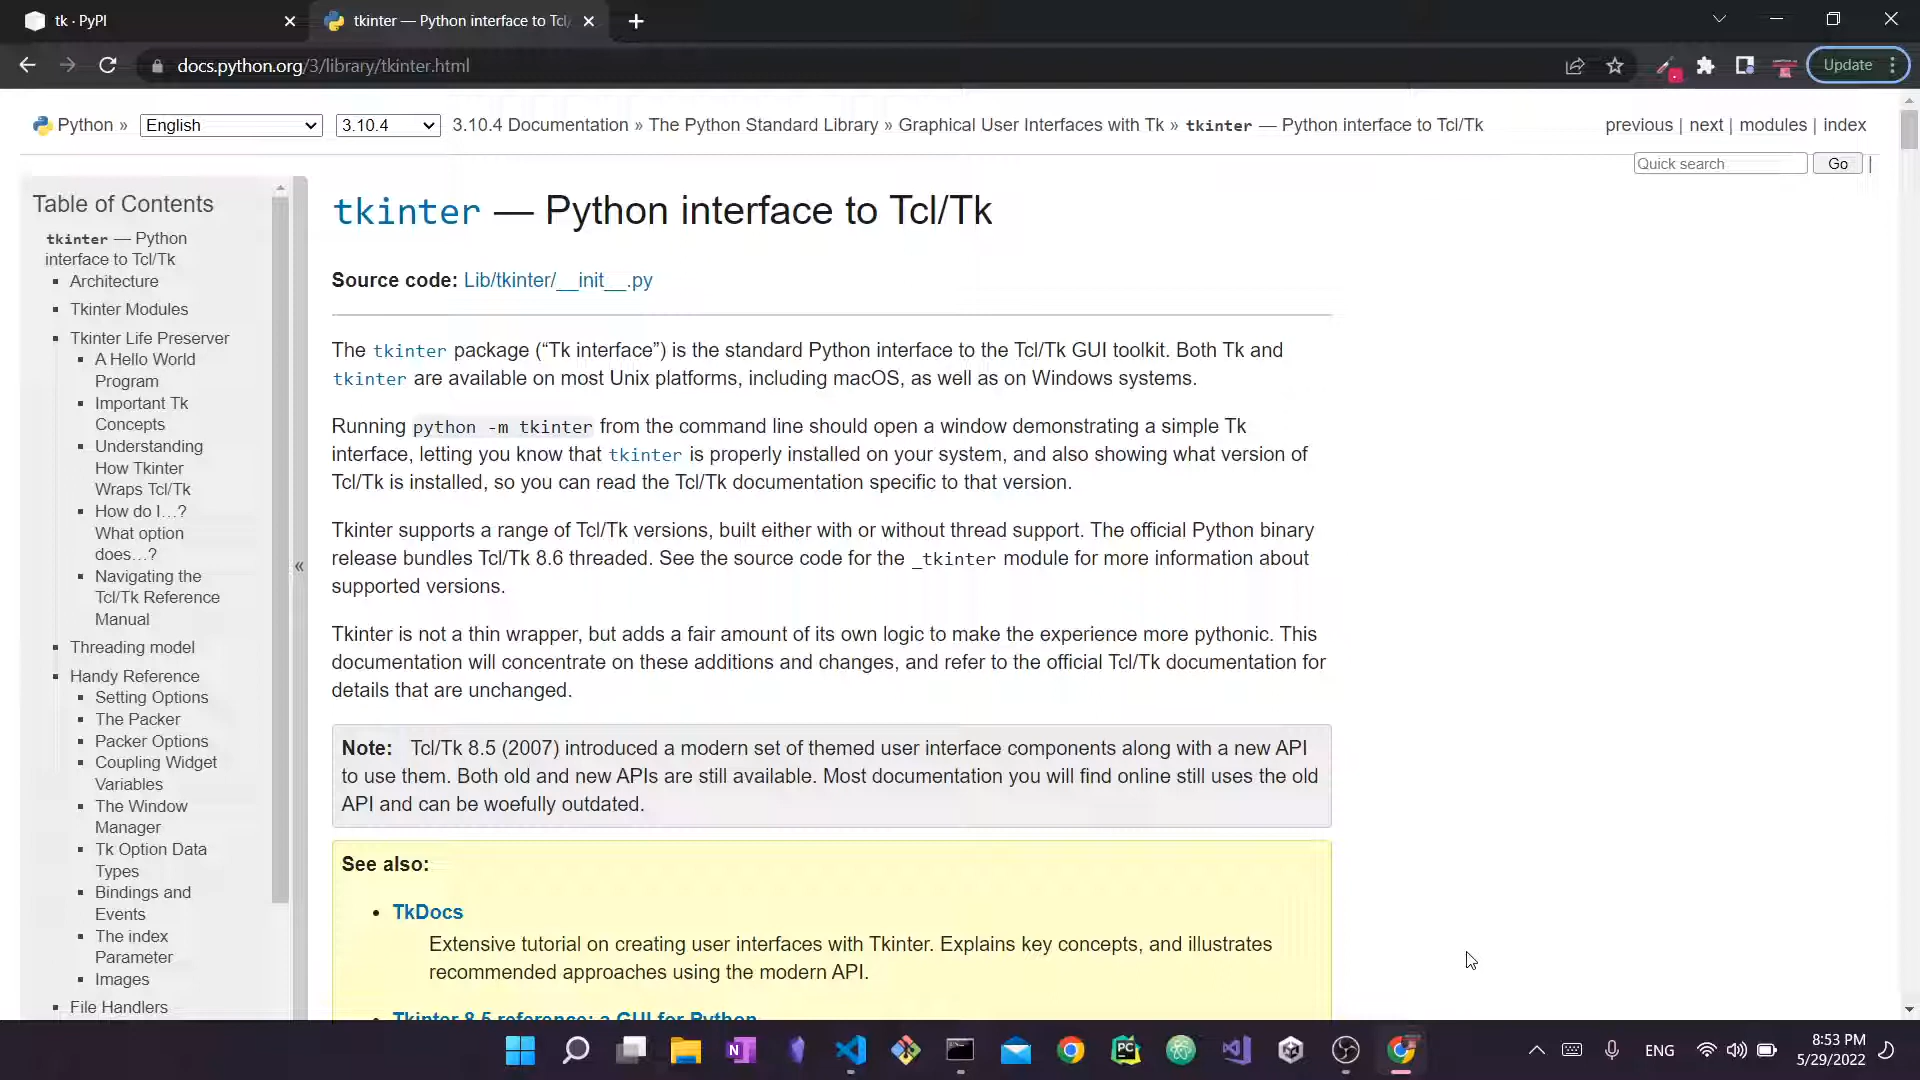 tk · PyPI
tkinter — Python interface to Tcl/
docs.python.org/3/library/tkinter.html
Update
Python » English 3.10.4 3.10.4 Documentation » The Python Standard Library » Graphical User Interfaces with Tk » tkinter — Python interface to Tcl/Tk
previous | next | modules | index
Quick search Go |
Table of Contents
tkinter — Python
interface to Tcl/Tk
Architecture
Tkinter Modules
Tkinter Life Preserver
A Hello World
Program
Important Tk
Concepts
Understanding
How Tkinter
Wraps Tcl/Tk
How do I…?
What option
does…?
Navigating the
Tcl/Tk Reference
Manual
Threading model
Handy Reference
Setting Options
The Packer
Packer Options
Coupling Widget
Variables
The Window
Manager
Tk Option Data
Types
Bindings and
Events
The index
Parameter
Images
File Handlers
«
tkinter — Python interface to Tcl/Tk
Source code: Lib/tkinter/__init__.py
The tkinter package (“Tk interface”) is the standard Python interface to the Tcl/Tk GUI toolkit. Both Tk and
tkinter are available on most Unix platforms, including macOS, as well as on Windows systems.
Running python -m tkinter from the command line should open a window demonstrating a simple Tk
interface, letting you know that tkinter is properly installed on your system, and also showing what version of
Tcl/Tk is installed, so you can read the Tcl/Tk documentation specific to that version.
Tkinter supports a range of Tcl/Tk versions, built either with or without thread support. The official Python binary
release bundles Tcl/Tk 8.6 threaded. See the source code for the _tkinter module for more information about
supported versions.
Tkinter is not a thin wrapper, but adds a fair amount of its own logic to make the experience more pythonic. This
documentation will concentrate on these additions and changes, and refer to the official Tcl/Tk documentation for
details that are unchanged.
Note: Tcl/Tk 8.5 (2007) introduced a modern set of themed user interface components along with a new API
to use them. Both old and new APIs are still available. Most documentation you will find online still uses the old
API and can be woefully outdated.
See also:
TkDocs
Extensive tutorial on creating user interfaces with Tkinter. Explains key concepts, and illustrates
recommended approaches using the modern API.
Tkinter 8.5 reference: a GUI for Python
N
PC
ENG
8:53 PM
5/29/2022